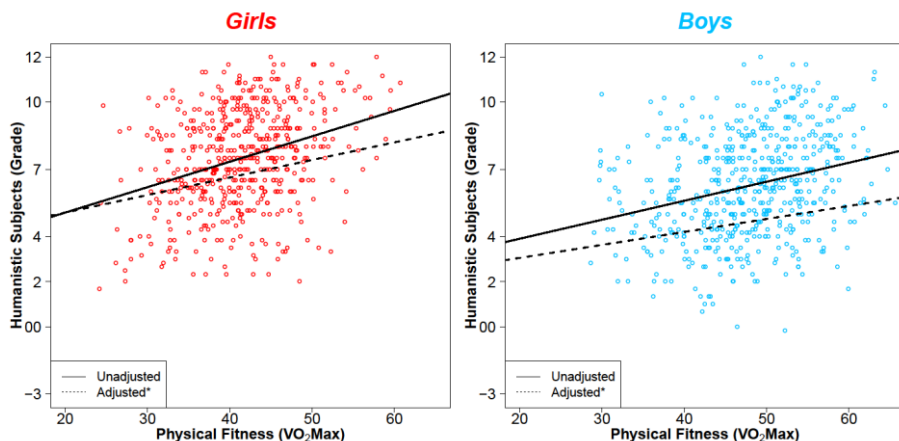 Girls
Humanistic Subjects (Grade)
12
10
7
4
2
00
−3
Unadjusted
Adjusted*
20 30 40 50 60
Physical Fitness (VO₂Max)
Boys
Humanistic Subjects (Grade)
12
10
7
4
2
00
−3
Unadjusted
Adjusted*
20 30 40 50 60
Physical Fitness (VO₂Max)